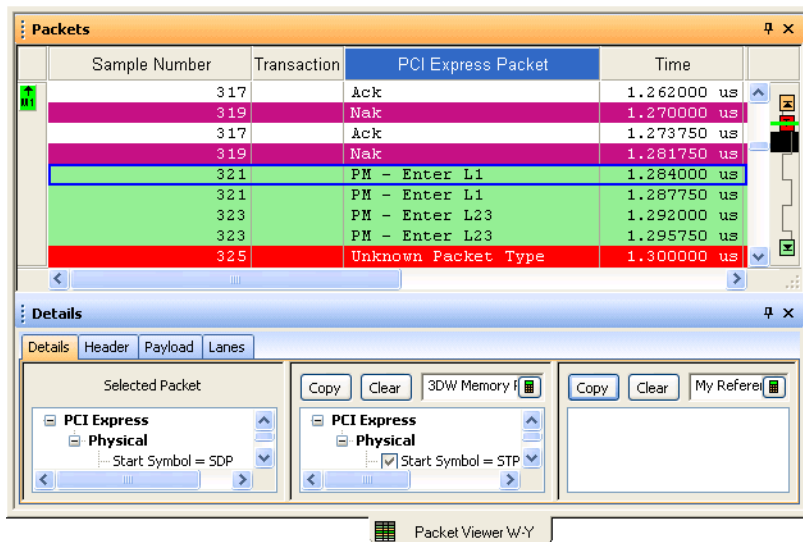 Packets
Sample Number Transaction PCI Express Packet Time
M1 317 Ack 1.262000 us
319 Nak 1.270000 us
317 Ack 1.273750 us
319 Nak 1.281750 us
321 PM - Enter L1 1.284000 us
321 PM - Enter L1 1.287750 us
323 PM - Enter L23 1.292000 us
323 PM - Enter L23 1.295750 us
325 Unknown Packet Type 1.300000 us
Details
Details Header Payload Lanes
Selected Packet Copy Clear 3DW Memory Copy Clear My Referen
PCI Express PCI Express
Physical Physical
Start Symbol = SDP Start Symbol = STP
Packet Viewer W-Y